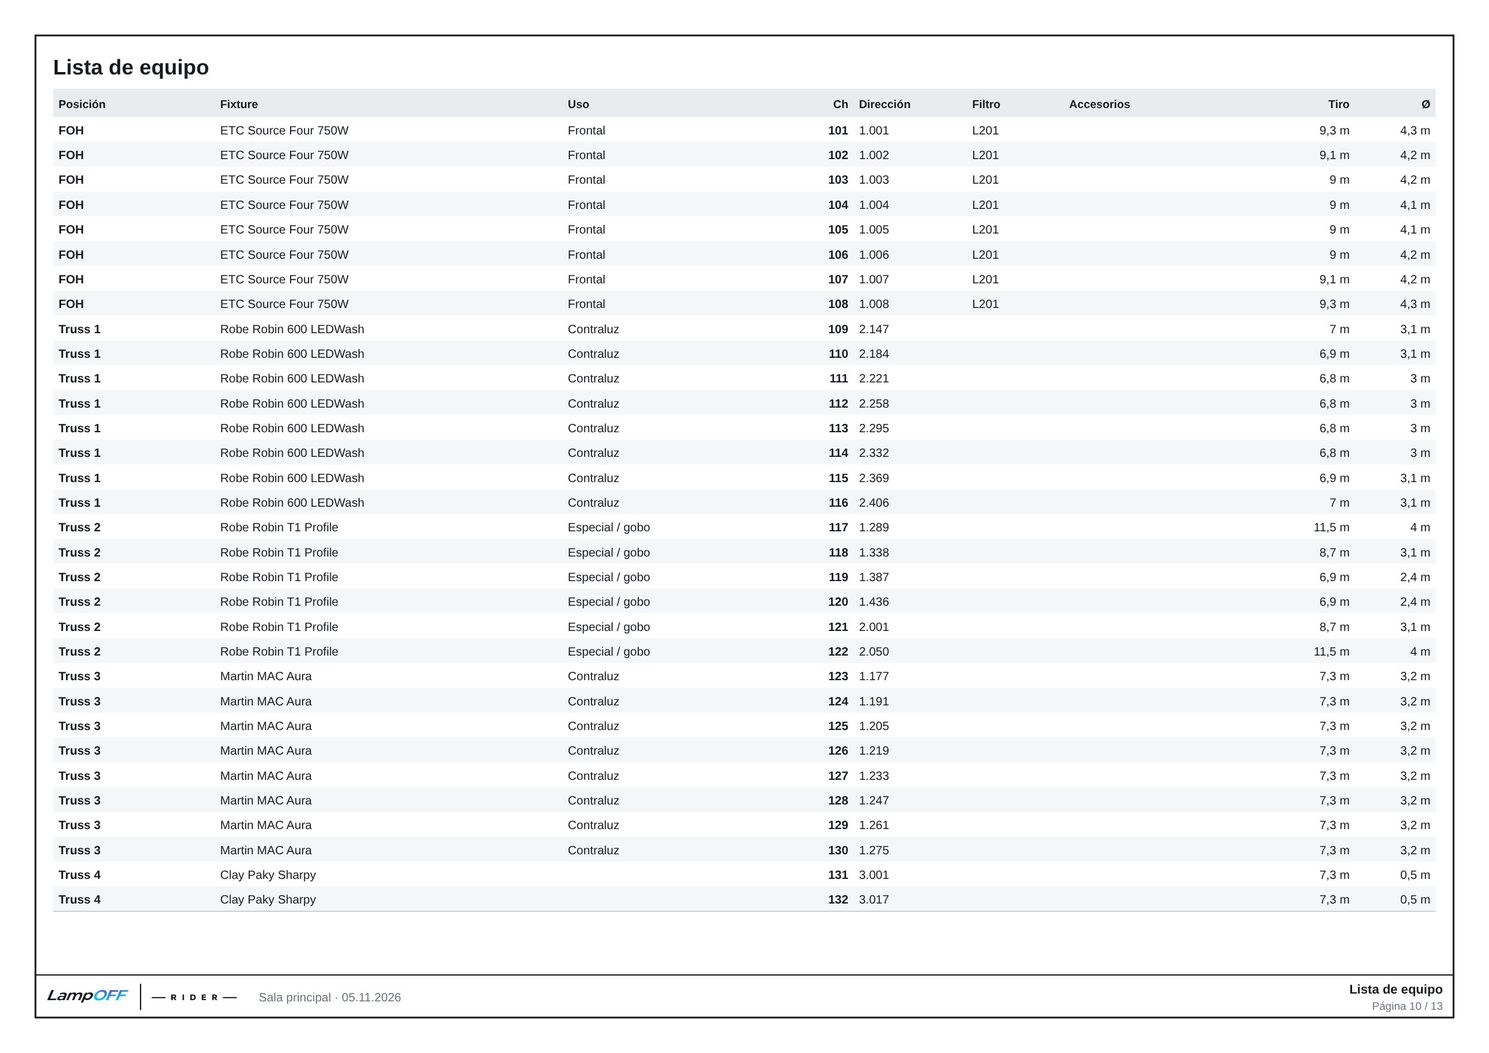 Lista de equipo
Posición Fixture Uso Ch Dirección Filtro Accesorios Tiro Ø
FOH ETC Source Four 750W Frontal 101 1.001 L201 9,3 m 4,3 m
FOH ETC Source Four 750W Frontal 102 1.002 L201 9,1 m 4,2 m
FOH ETC Source Four 750W Frontal 103 1.003 L201 9 m 4,2 m
FOH ETC Source Four 750W Frontal 104 1.004 L201 9 m 4,1 m
FOH ETC Source Four 750W Frontal 105 1.005 L201 9 m 4,1 m
FOH ETC Source Four 750W Frontal 106 1.006 L201 9 m 4,2 m
FOH ETC Source Four 750W Frontal 107 1.007 L201 9,1 m 4,2 m
FOH ETC Source Four 750W Frontal 108 1.008 L201 9,3 m 4,3 m
Truss 1 Robe Robin 600 LEDWash Contraluz 109 2.147 7 m 3,1 m
Truss 1 Robe Robin 600 LEDWash Contraluz 110 2.184 6,9 m 3,1 m
Truss 1 Robe Robin 600 LEDWash Contraluz 111 2.221 6,8 m 3 m
Truss 1 Robe Robin 600 LEDWash Contraluz 112 2.258 6,8 m 3 m
Truss 1 Robe Robin 600 LEDWash Contraluz 113 2.295 6,8 m 3 m
Truss 1 Robe Robin 600 LEDWash Contraluz 114 2.332 6,8 m 3 m
Truss 1 Robe Robin 600 LEDWash Contraluz 115 2.369 6,9 m 3,1 m
Truss 1 Robe Robin 600 LEDWash Contraluz 116 2.406 7 m 3,1 m
Truss 2 Robe Robin T1 Profile Especial / gobo 117 1.289 11,5 m 4 m
Truss 2 Robe Robin T1 Profile Especial / gobo 118 1.338 8,7 m 3,1 m
Truss 2 Robe Robin T1 Profile Especial / gobo 119 1.387 6,9 m 2,4 m
Truss 2 Robe Robin T1 Profile Especial / gobo 120 1.436 6,9 m 2,4 m
Truss 2 Robe Robin T1 Profile Especial / gobo 121 2.001 8,7 m 3,1 m
Truss 2 Robe Robin T1 Profile Especial / gobo 122 2.050 11,5 m 4 m
Truss 3 Martin MAC Aura Contraluz 123 1.177 7,3 m 3,2 m
Truss 3 Martin MAC Aura Contraluz 124 1.191 7,3 m 3,2 m
Truss 3 Martin MAC Aura Contraluz 125 1.205 7,3 m 3,2 m
Truss 3 Martin MAC Aura Contraluz 126 1.219 7,3 m 3,2 m
Truss 3 Martin MAC Aura Contraluz 127 1.233 7,3 m 3,2 m
Truss 3 Martin MAC Aura Contraluz 128 1.247 7,3 m 3,2 m
Truss 3 Martin MAC Aura Contraluz 129 1.261 7,3 m 3,2 m
Truss 3 Martin MAC Aura Contraluz 130 1.275 7,3 m 3,2 m
Truss 4 Clay Paky Sharpy 131 3.001 7,3 m 0,5 m
Truss 4 Clay Paky Sharpy 132 3.017 7,3 m 0,5 m
LampOFF — RIDER — Sala principal · 05.11.2026
Lista de equipo
Página 10 / 13